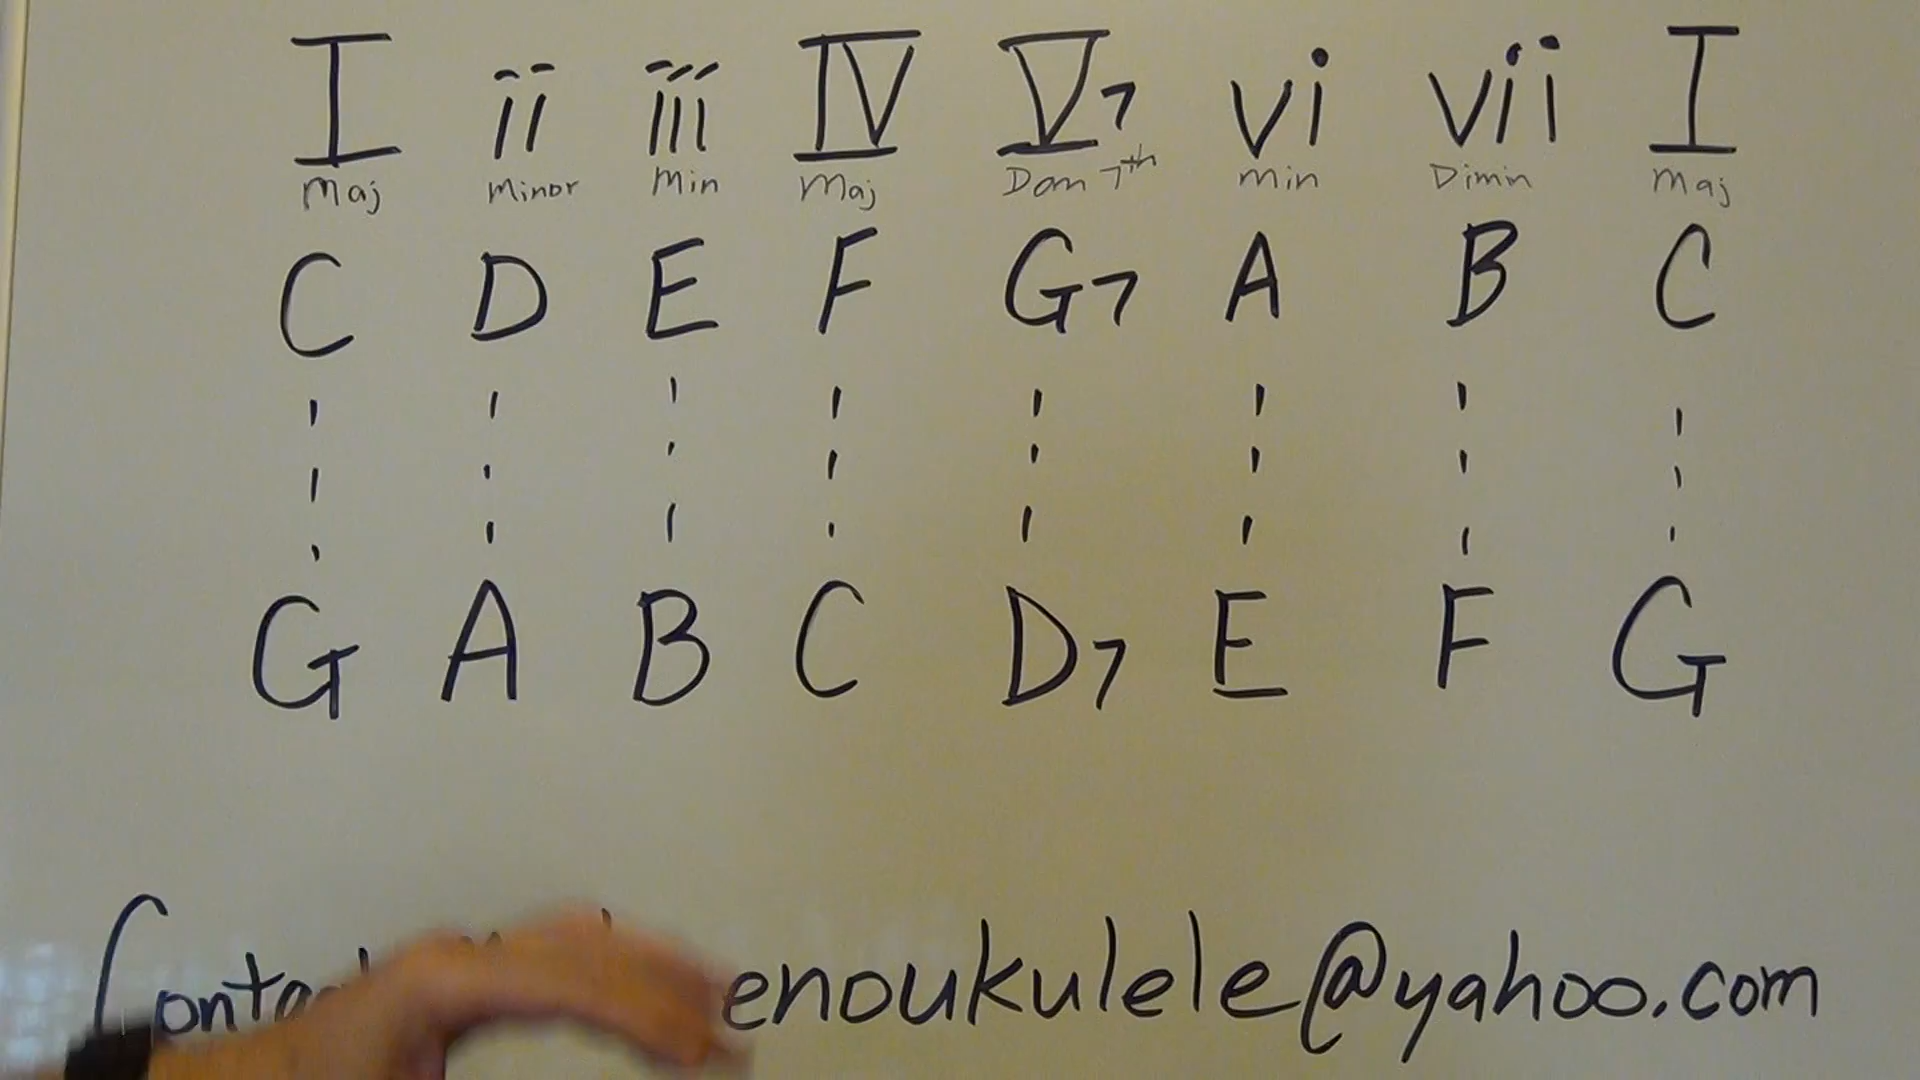 I ii iii IV V7 vi vii I
Maj Minor Min Maj Dom 7th Min Dimin Maj
C D E F G7 A B C
G A B C D7 E F G
enoukulele@yahoo.com